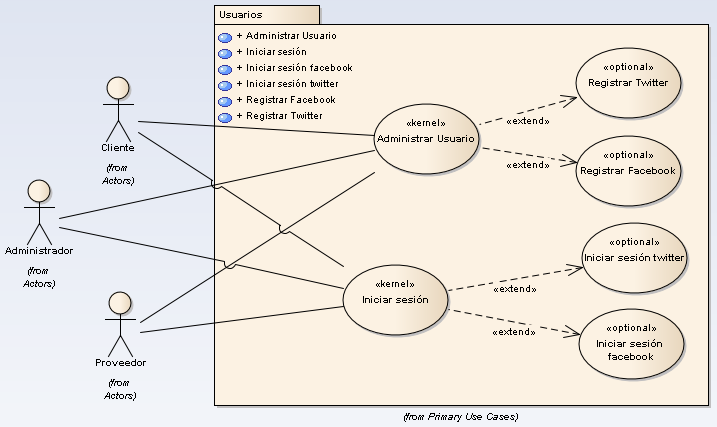 Usuarios
+ Administrar Usuario
+ Iniciar sesión
+ Iniciar sesión facebook
+ Iniciar sesión twitter
+ Registrar Facebook
+ Registrar Twitter
«optional»
Registrar Twitter
«kernel»
Administrar Usuario
«extend»
«extend»
«optional»
Registrar Facebook
Cliente
(from
Actors)
Administrador
(from
Actors)
«optional»
Iniciar sesión twitter
«kernel»
Iniciar sesión
«extend»
«extend»
«optional»
Iniciar sesión
facebook
Proveedor
(from
Actors)
(from Primary Use Cases)